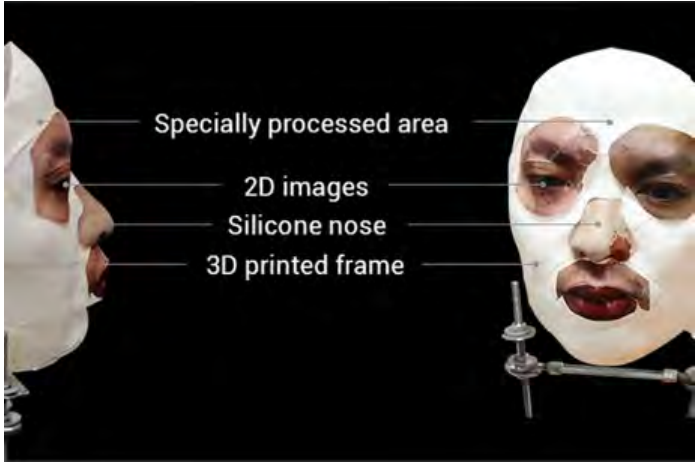 Specially processed area
2D images
Silicone nose
3D printed frame